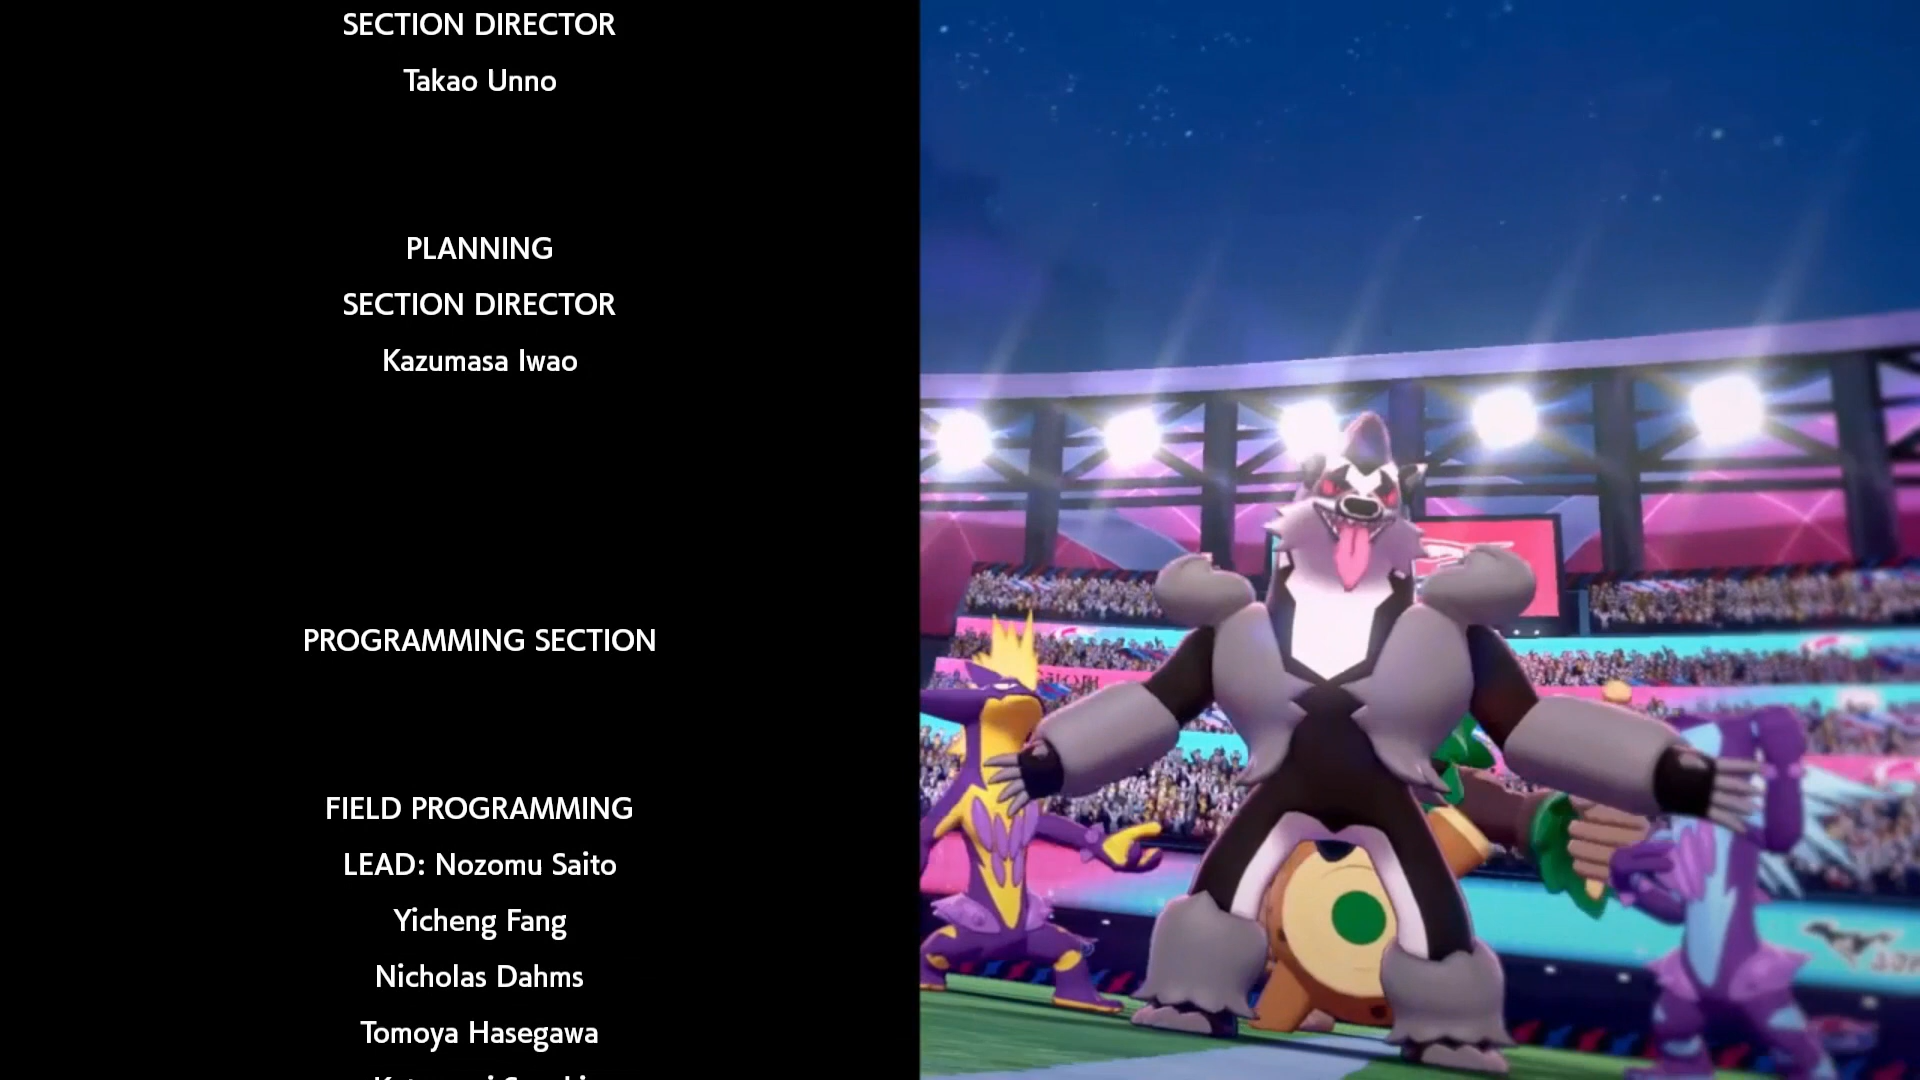 SECTION DIRECTOR
Takao Unno
PLANNING
SECTION DIRECTOR
Kazumasa Iwao
PROGRAMMING SECTION
FIELD PROGRAMMING
LEAD: Nozomu Saito
Yicheng Fang
Nicholas Dahms
Tomoya Hasegawa